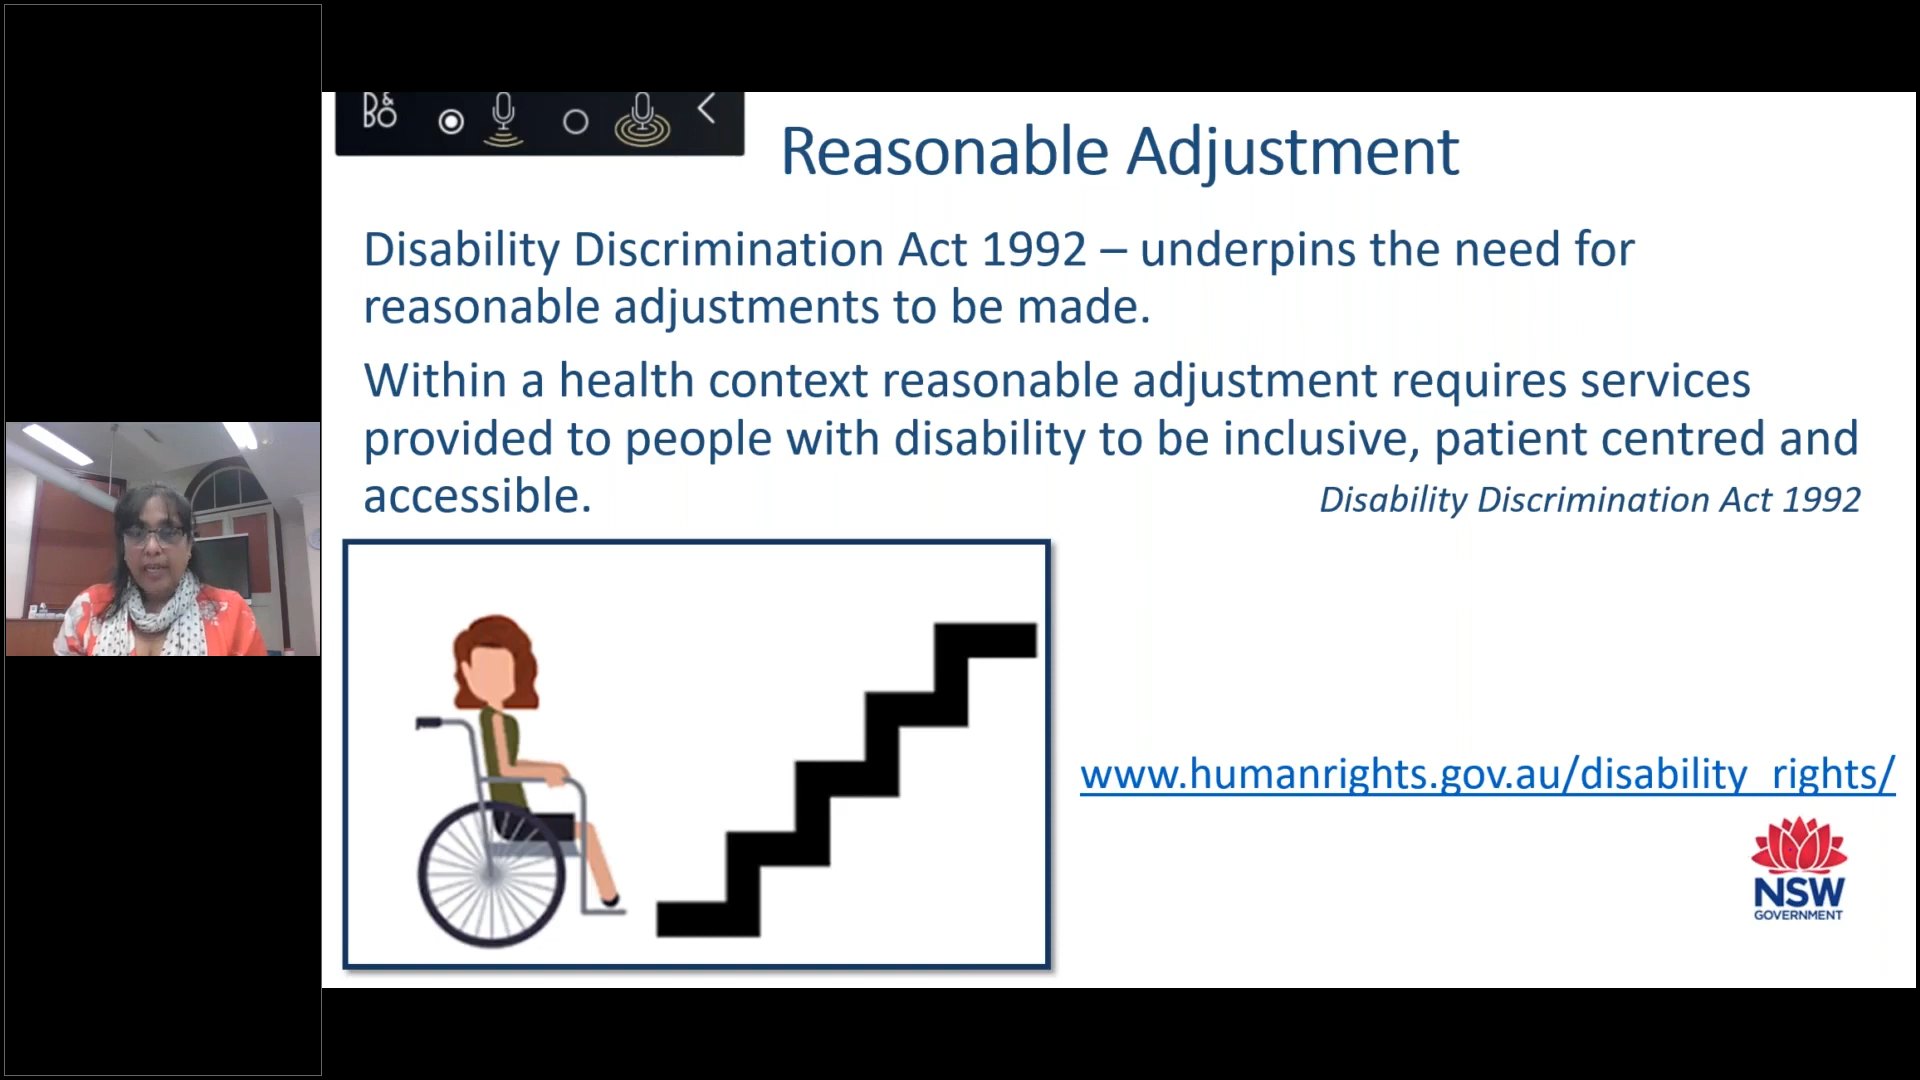 B&O
Reasonable Adjustment
Disability Discrimination Act 1992 – underpins the need for
reasonable adjustments to be made.
Within a health context reasonable adjustment requires services
provided to people with disability to be inclusive, patient centred and
accessible.
Disability Discrimination Act 1992
www.humanrights.gov.au/disability_rights/
NSW
GOVERNMENT